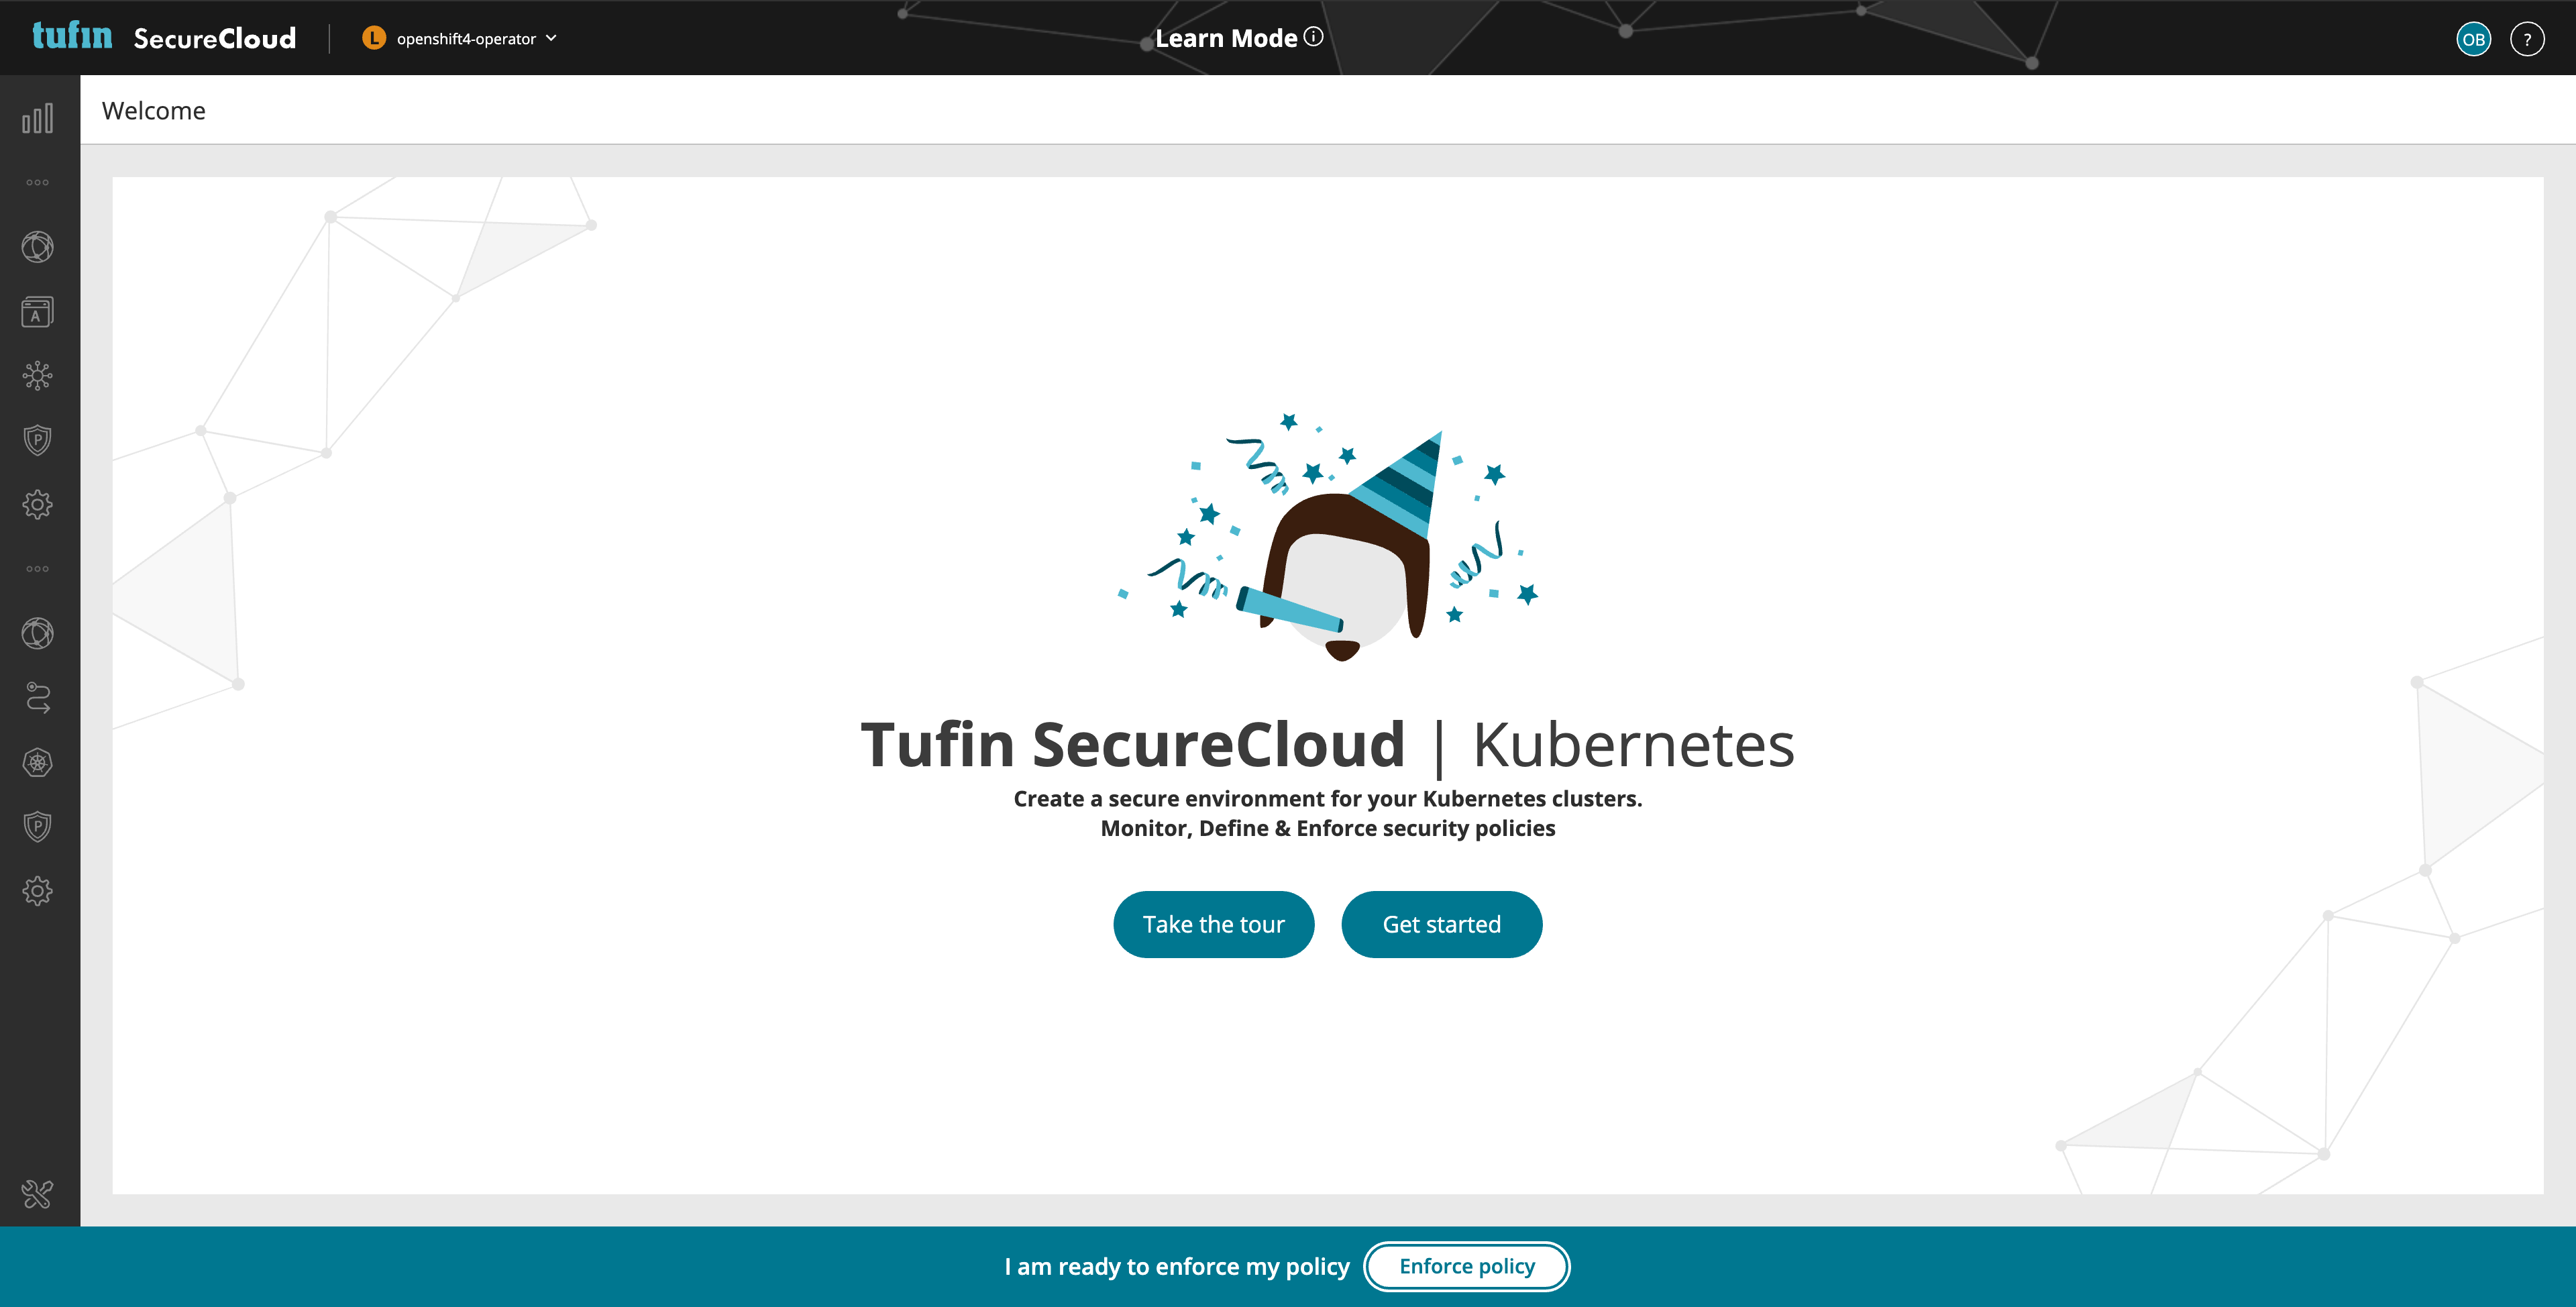 tufin SecureCloud
L openshift4-operator
Learn Mode i
OB ?
Welcome
A
P
P
Tufin SecureCloud | Kubernetes
Create a secure environment for your Kubernetes clusters.
Monitor, Define & Enforce security policies
Take the tour
Get started
I am ready to enforce my policy
Enforce policy